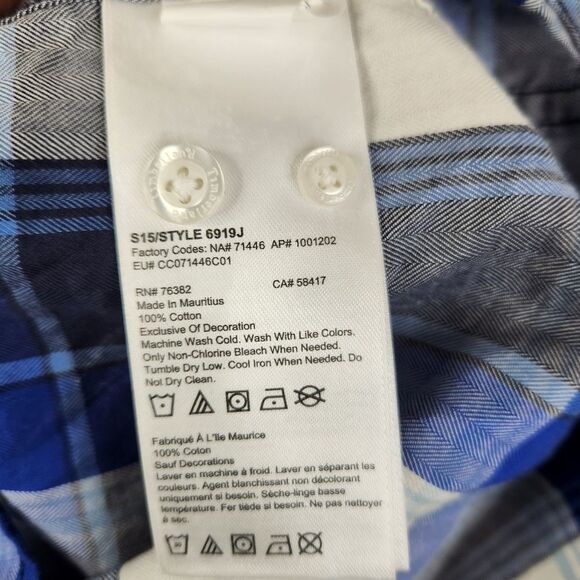 Timberland
S15/STYLE 6919J
Factory Codes: NA# 71446 AP# 1001202
EU# CC071446C01
RN# 76382 CA# 58417
Made In Mauritius
100% Cotton
Exclusive Of Decoration
Machine Wash Cold. Wash With Like Colors.
Only Non-Chlorine Bleach When Needed.
Tumble Dry Low. Cool Iron When Needed. Do
Not Dry Clean.
Fabriqué À L'île Maurice
100% Coton
Sauf Decorations
Laver en machine à froid. Laver en séparant les
couleurs. Agent blanchissant non décolorant
uniquement si besoin. Sèche-linge basse
température. Fer tiède si besoin. Ne pas nettoyer
à sec.